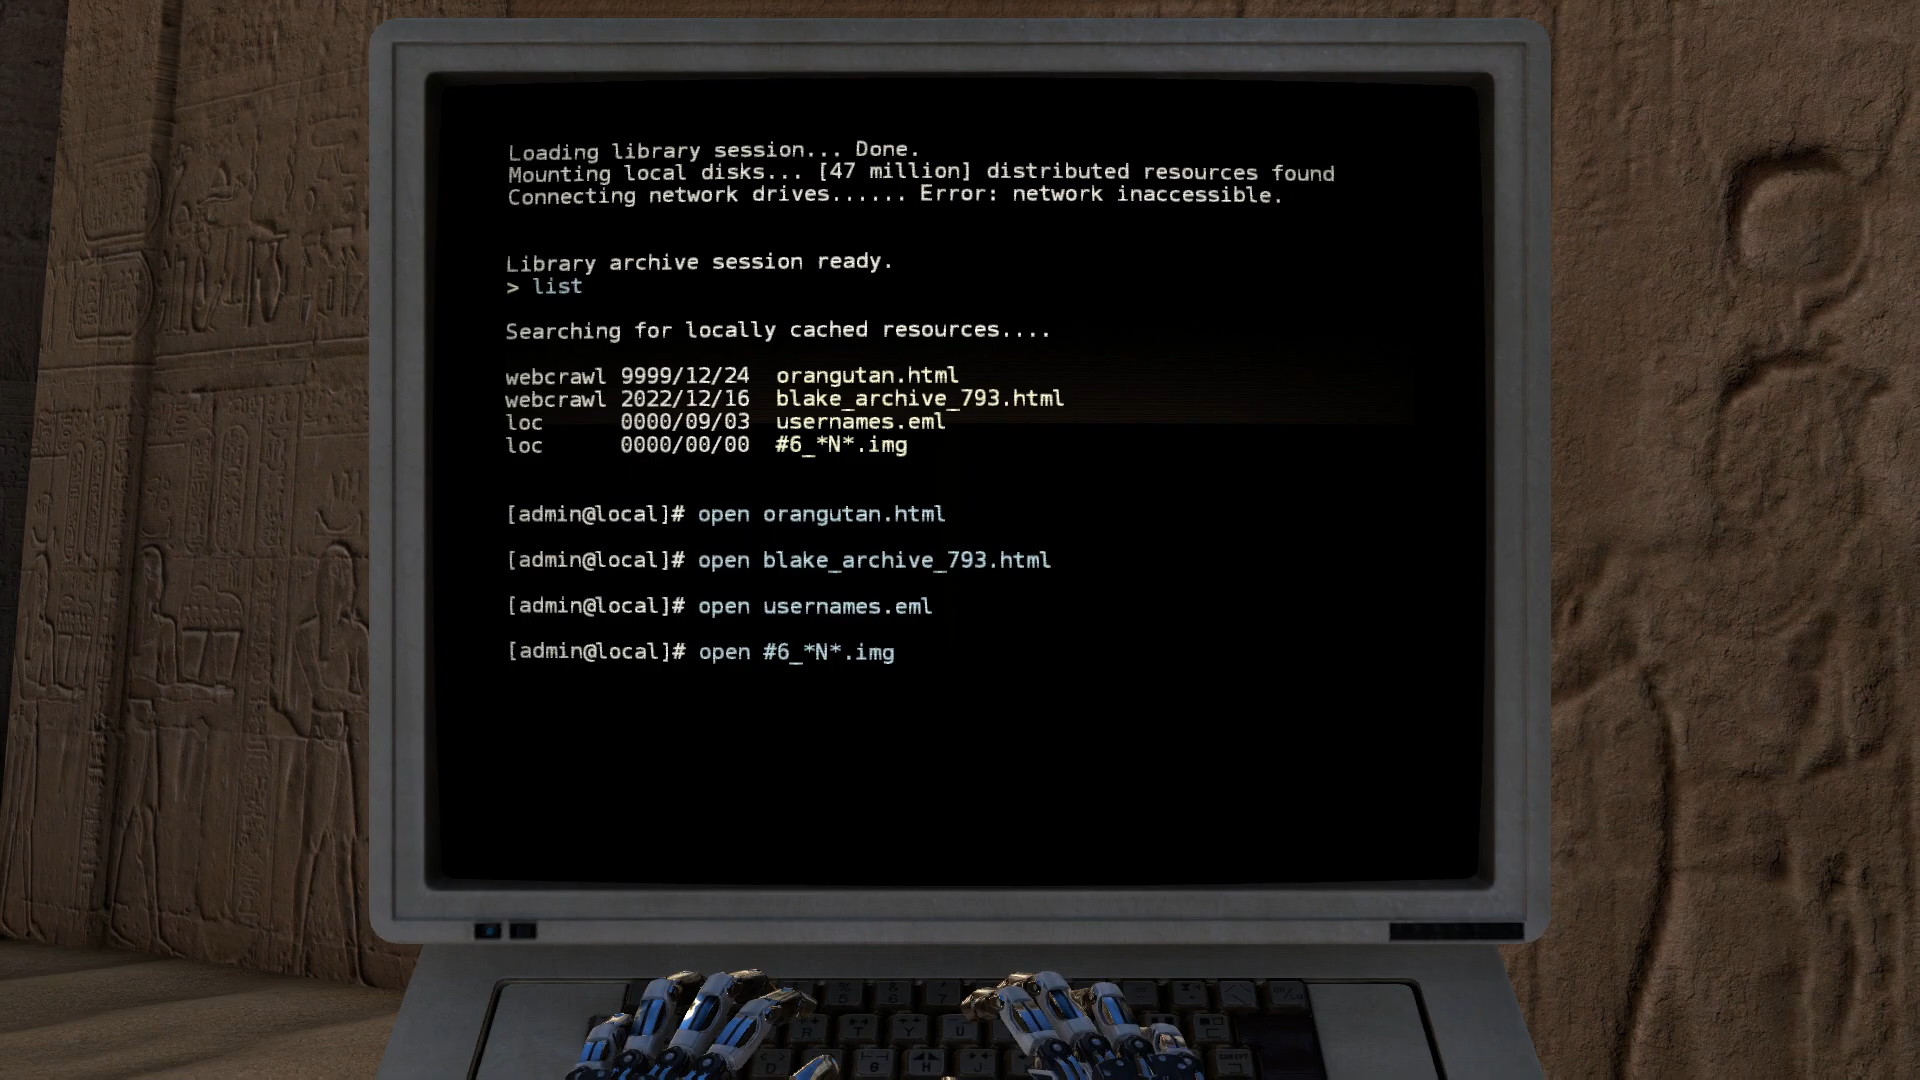 Loading library session... Done.
Mounting local disks... [47 million] distributed resources found
Connecting network drives...... Error: network inaccessible.
Library archive session ready.
> list
Searching for locally cached resources....
webcrawl 9999/12/24 orangutan.html
webcrawl 2022/12/16 blake_archive_793.html
loc 0000/09/03 usernames.eml
loc 0000/00/00 #6_*N*.img
[admin@local]# open orangutan.html
[admin@local]# open blake_archive_793.html
[admin@local]# open usernames.eml
[admin@local]# open #6_*N*.img